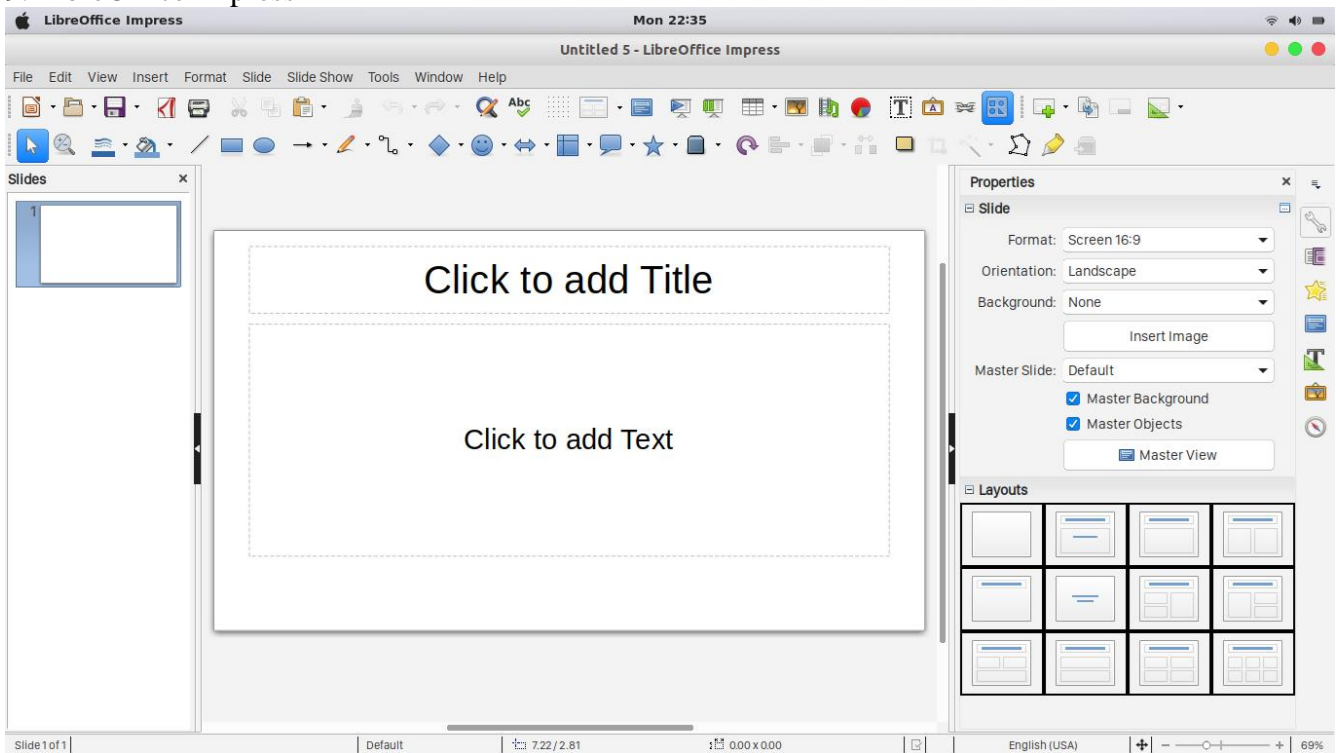 LibreOffice Impress Mon 22:35
Untitled 5 - LibreOffice Impress
File Edit View Insert Format Slide Slide Show Tools Window Help
Abç
Slides
Properties
1
Slide
Format: Screen 16:9
Orientation: Landscape
Background: None
Insert Image
Master Slide: Default
Master Background
Master Objects
Master View
Click to add Title
Click to add Text
Layouts
Slide 1 of 1 Default 7.22 / 2.81 0.00 x 0.00 English (USA) 69%